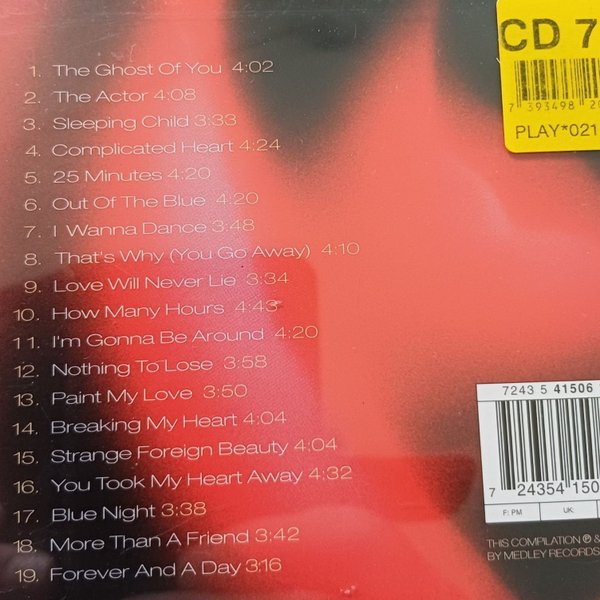 CD 7
7 393498 20
PLAY*021
1. The Ghost Of You 4:02
2. The Actor 4:08
3. Sleeping Child 3:33
4. Complicated Heart 4:24
5. 25 Minutes 4:20
6. Out Of The Blue 4:20
7. I Wanna Dance 3:48
8. That's Why (You Go Away) 4:10
9. Love Will Never Lie 3:34
10. How Many Hours 4:43
11. I'm Gonna Be Around 4:20
12. Nothing To Lose 3:58
13. Paint My Love 3:50
14. Breaking My Heart 4:04
15. Strange Foreign Beauty 4:04
16. You Took My Heart Away 4:32
17. Blue Night 3:38
18. More Than A Friend 3:42
19. Forever And A Day 3:16
7243 5 41506
7 24354 150
F: PM
UK:
THIS COMPILATION ℗ &
BY MEDLEY RECORDS